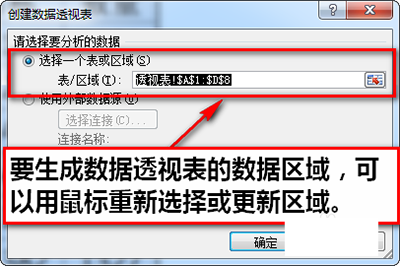 创建数据透视表
请选择要分析的数据
选择一个表或区域(S)
表/区域(T): 透视表!$A$1:$D$8
使用外部数据源(U)
选择连接(C)...
连接名称:
要生成数据透视表的数据区域，可
以用鼠标重新选择或更新区域。
确定